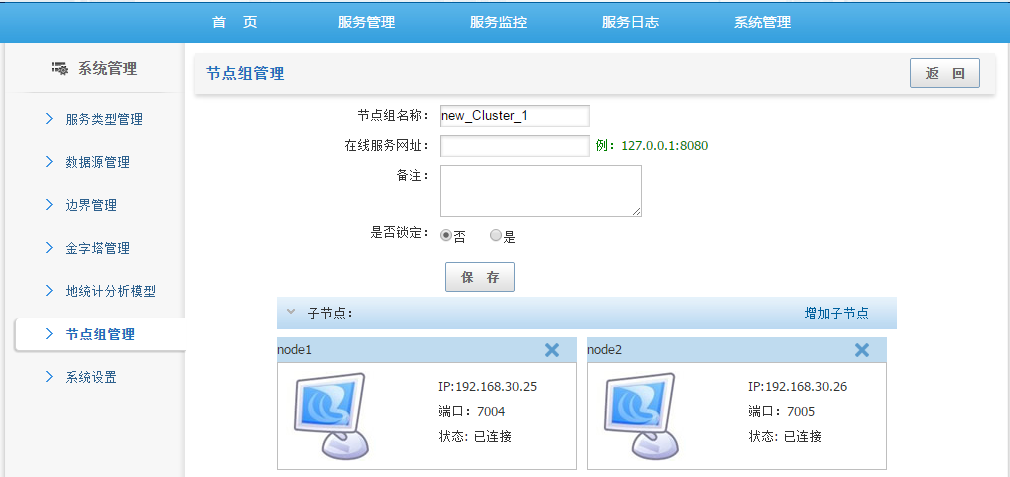 首 页 服务管理 服务监控 服务日志 系统管理
系统管理
服务类型管理
数据源管理
边界管理
金字塔管理
地统计分析模型
节点组管理
系统设置
节点组管理 返 回
节点组名称: new_Cluster_1
在线服务网址: 例: 127.0.0.1:8080
备注:
是否锁定: 否 是
保 存
子节点: 增加子节点
node1
IP:192.168.30.25
端口: 7004
状态: 已连接
node2
IP:192.168.30.26
端口: 7005
状态: 已连接